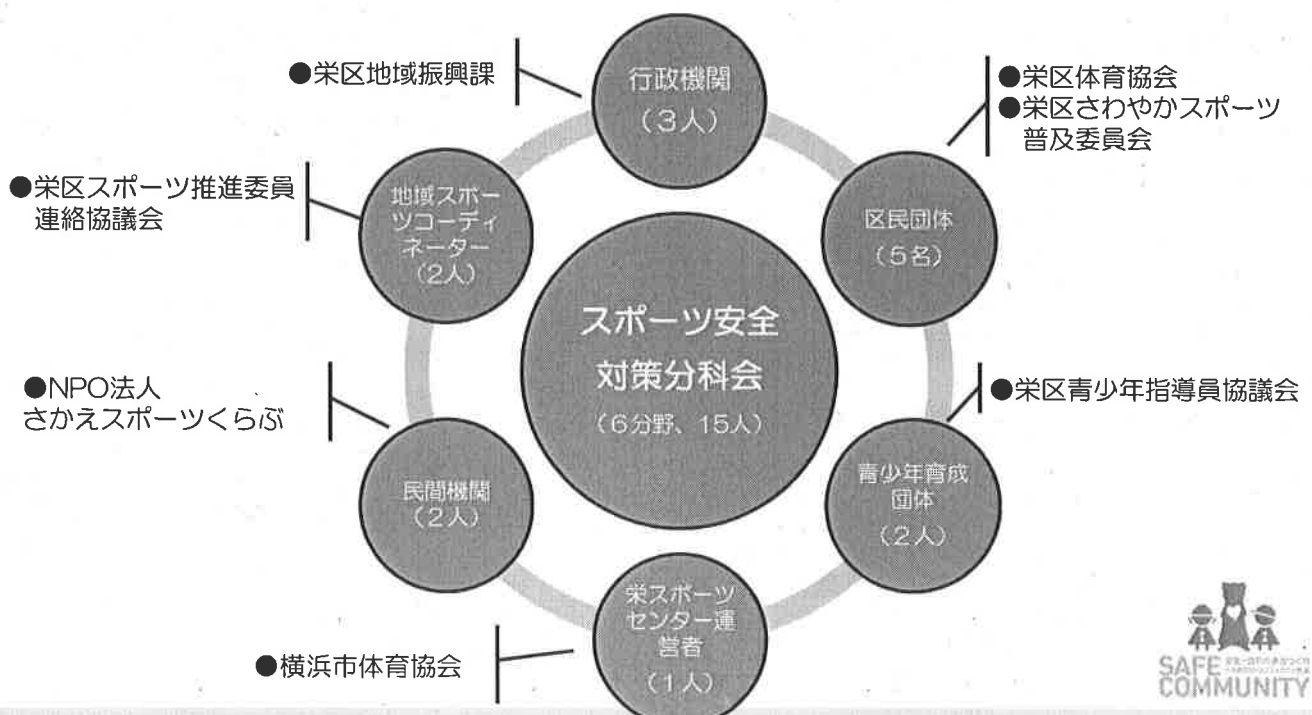 ●栄区地域振興課
行政機関
(3人)
●栄区体育協会
●栄区さわやかスポーツ
普及委員会
●栄区スポーツ推進委員
連絡協議会
地域スポー
ツコーディ
ネーター
(2人)
区民団体
(5名)
スポーツ安全
対策分科会
(6分野、15人)
●NPO法人
さかえスポーツくらぶ
●栄区青少年指導員協議会
民間機関
(2人)
青少年育成
団体
(2人)
栄スポーツ
センター運
営者
(1人)
●横浜市体育協会
SAFE
COMMUNITY